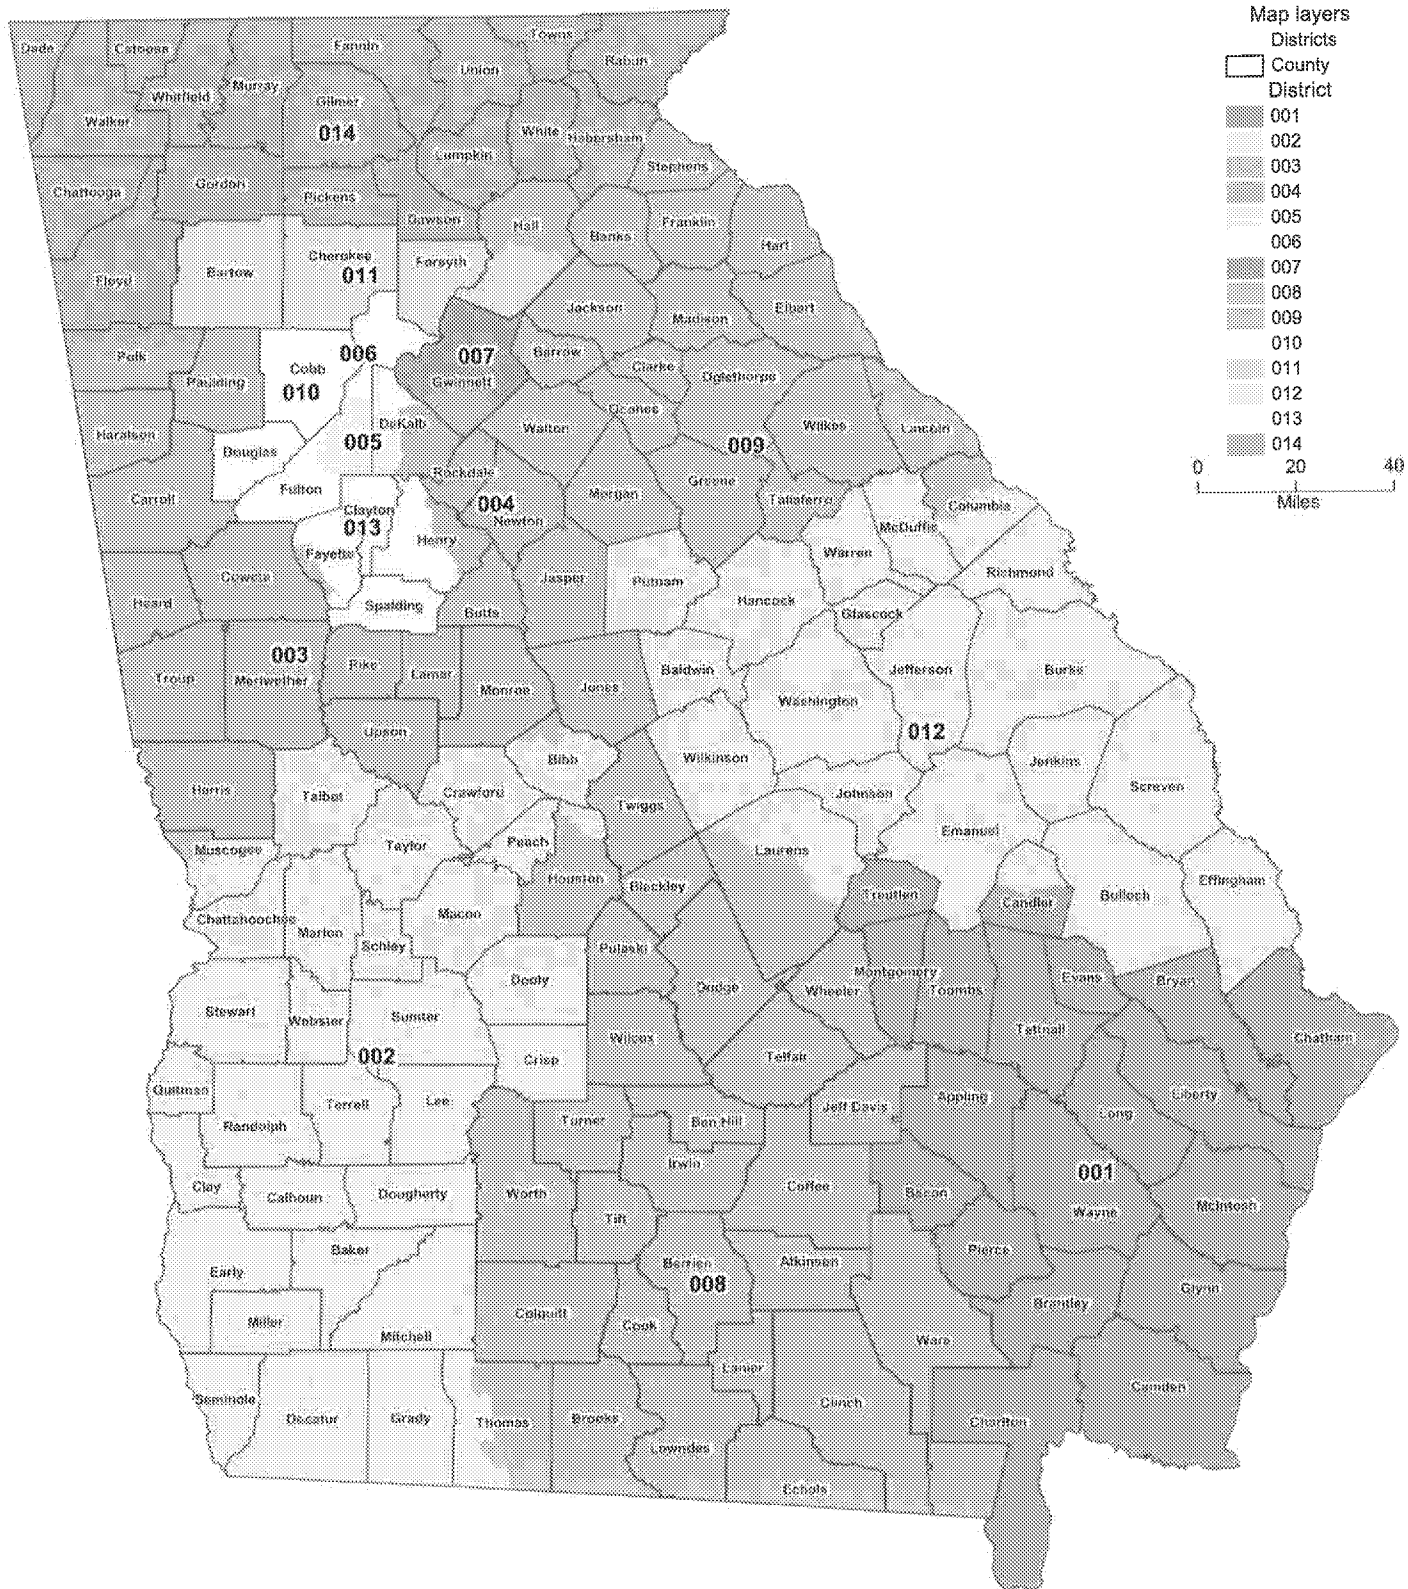 Map layers
Districts
County
District
001
002
003
004
005
006
007
008
009
010
011
012
013
014
0 20 40
Miles
Dade
Catoosa
Fannin
Towns
Rabun
Union
Whitfield
Murray
Gilmer
014
Walker
White
Habersham
Lumpkin
Stephens
Chattooga
Gordon
Pickens
Dawson
Hall
Banks
Franklin
Hart
Floyd
Bartow
Cherokee
011
Forsyth
Jackson
Madison
Elbert
Polk
Paulding
Cobb
010
006
007
Gwinnett
Barrow
Clarke
Oglethorpe
Oconee
Haralson
Douglas
005
DeKalb
Walton
009
Wilkes
Lincoln
Carroll
Fulton
Rockdale
004
Newton
Morgan
Greene
Taliaferro
Columbia
Clayton
013
McDuffie
Fayette
Henry
Warren
Richmond
Coweta
Heard
Spalding
Butts
Jasper
Putnam
Hancock
Glascock
003
Troup
Meriwether
Pike
Lamar
Monroe
Jones
Baldwin
Washington
Jefferson
Burke
012
Upson
Bibb
Wilkinson
Jenkins
Screven
Harris
Talbot
Crawford
Twiggs
Johnson
Muscogee
Taylor
Peach
Laurens
Emanuel
Houston
Bleckley
Treutlen
Candler
Bulloch
Effingham
Chattahoochee
Marion
Schley
Macon
Pulaski
Dooly
Dodge
Wheeler
Montgomery
Toombs
Evans
Bryan
Stewart
Webster
Sumter
002
Wilcox
Telfair
Tattnall
Chatham
Crisp
Quitman
Randolph
Terrell
Lee
Turner
Ben Hill
Jeff Davis
Appling
Long
Liberty
Irwin
001
Clay
Calhoun
Dougherty
Worth
Tift
Coffee
Bacon
Wayne
McIntosh
Early
Baker
Berrien
008
Atkinson
Pierce
Miller
Mitchell
Colquitt
Cook
Ware
Brantley
Glynn
Lanier
Seminole
Decatur
Grady
Thomas
Brooks
Lowndes
Clinch
Echols
Charlton
Camden